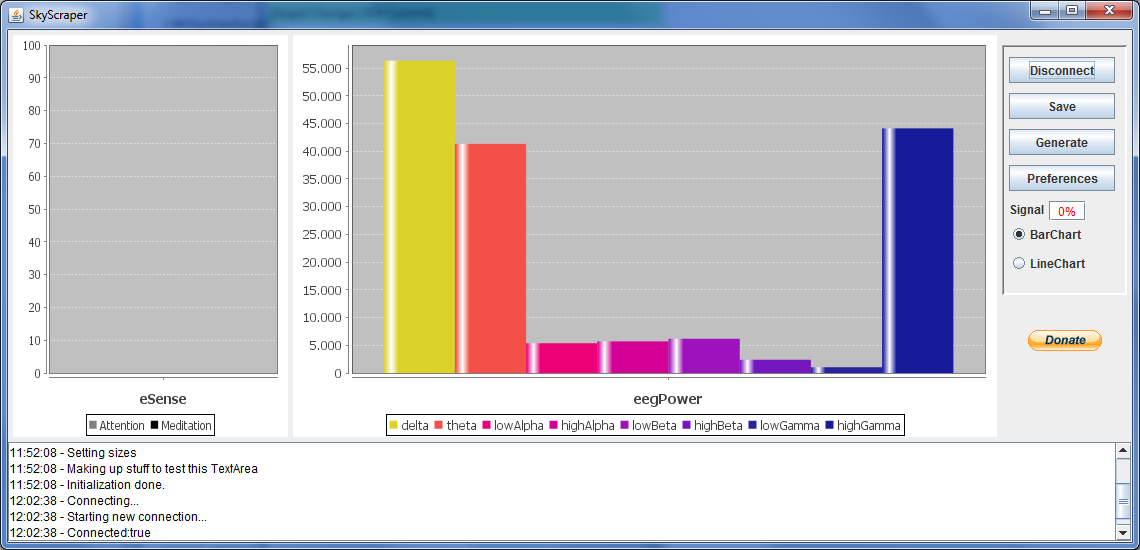 SkyScraper
100
90
80
70
60
50
40
30
20
10
0
eSense
Attention Meditation
55.000
50.000
45.000
40.000
35.000
30.000
25.000
20.000
15.000
10.000
5.000
0
eegPower
delta theta lowAlpha highAlpha lowBeta highBeta lowGamma highGamma
Disconnect
Save
Generate
Preferences
Signal 0%
BarChart
LineChart
Donate
11:52:08 - Setting sizes
11:52:08 - Making up stuff to test this TextArea
11:52:08 - Initialization done.
12:02:38 - Connecting...
12:02:38 - Starting new connection...
12:02:38 - Connected:true